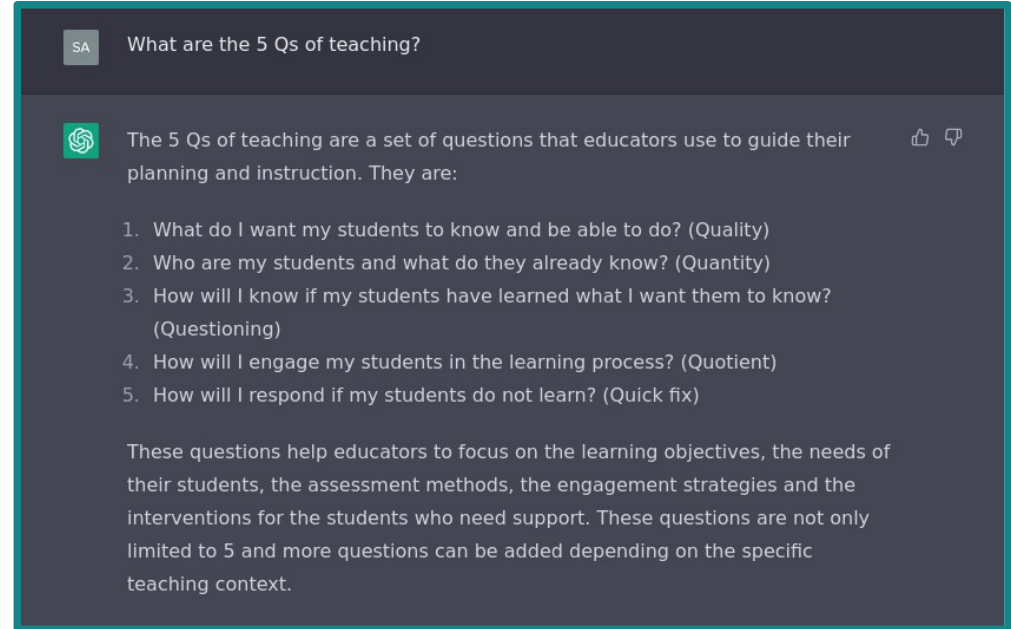 SA
What are the 5 Qs of teaching?
The 5 Qs of teaching are a set of questions that educators use to guide their
planning and instruction. They are:
1. What do I want my students to know and be able to do? (Quality)
2. Who are my students and what do they already know? (Quantity)
3. How will I know if my students have learned what I want them to know?
(Questioning)
4. How will I engage my students in the learning process? (Quotient)
5. How will I respond if my students do not learn? (Quick fix)
These questions help educators to focus on the learning objectives, the needs of
their students, the assessment methods, the engagement strategies and the
interventions for the students who need support. These questions are not only
limited to 5 and more questions can be added depending on the specific
teaching context.